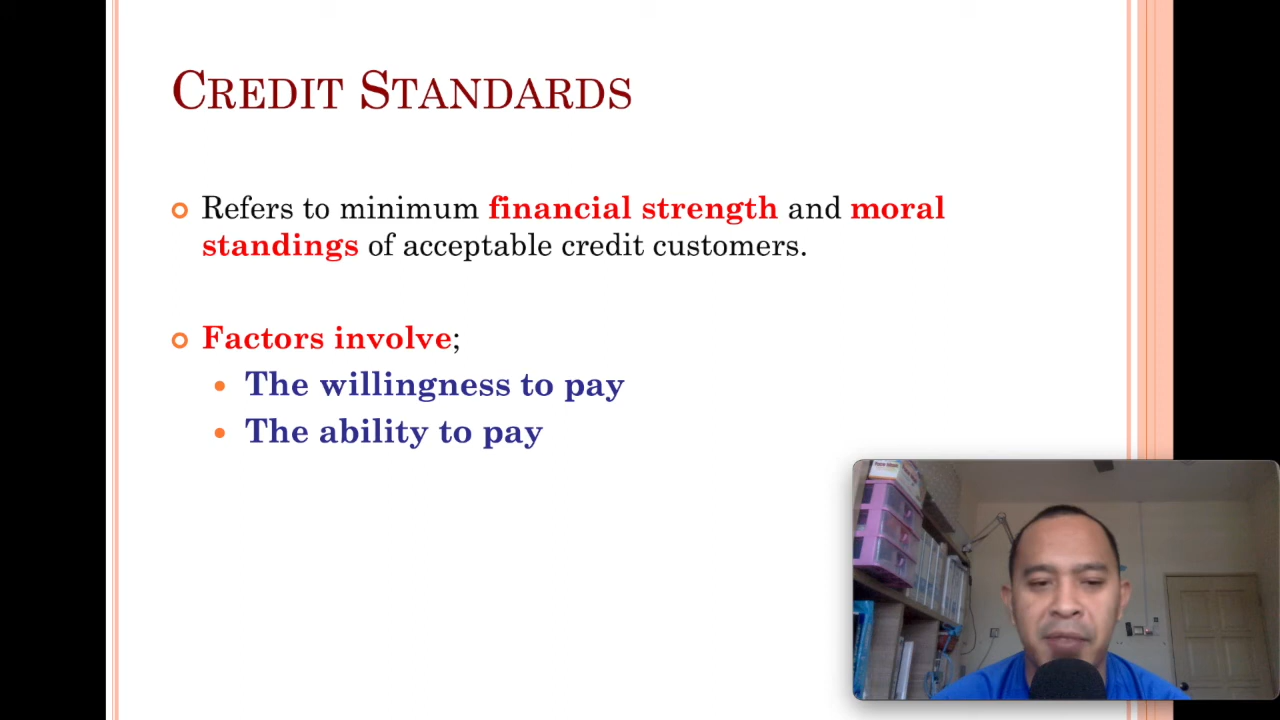 CREDIT STANDARDS
Refers to minimum financial strength and moral
standings of acceptable credit customers.
Factors involve;
The willingness to pay
The ability to pay